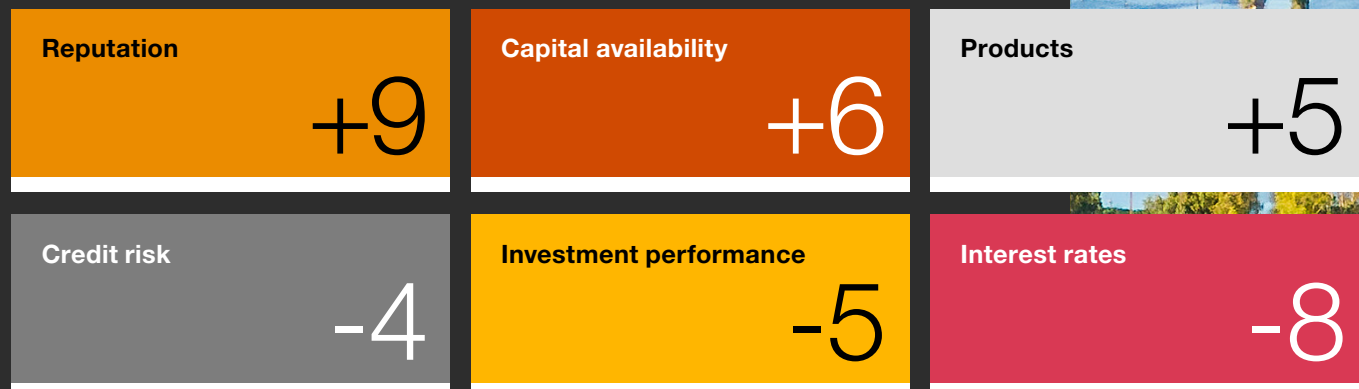 Reputation
+9
Capital availability
+6
Products
+5
Credit risk
-4
Investment performance
-5
Interest rates
-8